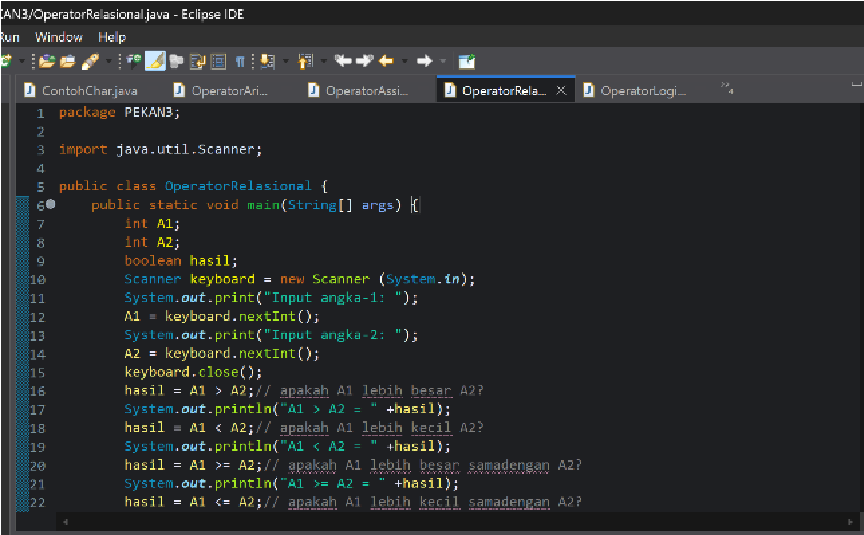 KAN3/OperatorRelasional.java - Eclipse IDE
Run Window Help
ContohChar.java OperatorAri... OperatorAssi... OperatorRela... OperatorLogi... 4
1 package PEKAN3;
2
3 import java.util.Scanner;
4
5 public class OperatorRelasional {
6 public static void main(String[] args) {
7 int A1;
8 int A2;
9 boolean hasil;
10 Scanner keyboard = new Scanner (System.in);
11 System.out.print("Input angka-1: ");
12 A1 = keyboard.nextInt();
13 System.out.print("Input angka-2: ");
14 A2 = keyboard.nextInt();
15 keyboard.close();
16 hasil = A1 > A2;// apakah A1 lebih besar A2?
17 System.out.println("A1 > A2 = " +hasil);
18 hasil = A1 < A2;// apakah A1 lebih kecil A2?
19 System.out.println("A1 < A2 = " +hasil);
20 hasil = A1 >= A2;// apakah A1 lebih besar samadengan A2?
21 System.out.println("A1 >= A2 = " +hasil);
22 hasil = A1 <= A2;// apakah A1 lebih kecil samadengan A2?